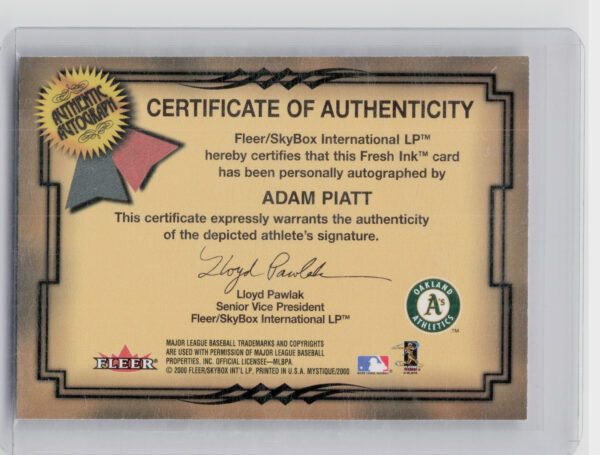 AUTHENTIC
AUTOGRAPH
CERTIFICATE OF AUTHENTICITY
Fleer/SkyBox International LP™
hereby certifies that this Fresh Ink™ card
has been personally autographed by
ADAM PIATT
This certificate expressly warrants the authenticity
of the depicted athlete's signature.
Lloyd Pawlak
Lloyd Pawlak
Senior Vice President
Fleer/SkyBox International LP™
OAKLAND
A's
ATHLETICS
™
MAJOR LEAGUE BASEBALL TRADEMARKS AND COPYRIGHTS
ARE USED WITH PERMISSION OF MAJOR LEAGUE BASEBALL
PROPERTIES, INC. OFFICIAL LICENSEE—MLBPA.
© 2000 FLEER/SKYBOX INT'L LP. PRINTED IN U.S.A. MYSTIQUE/2000
FLEER